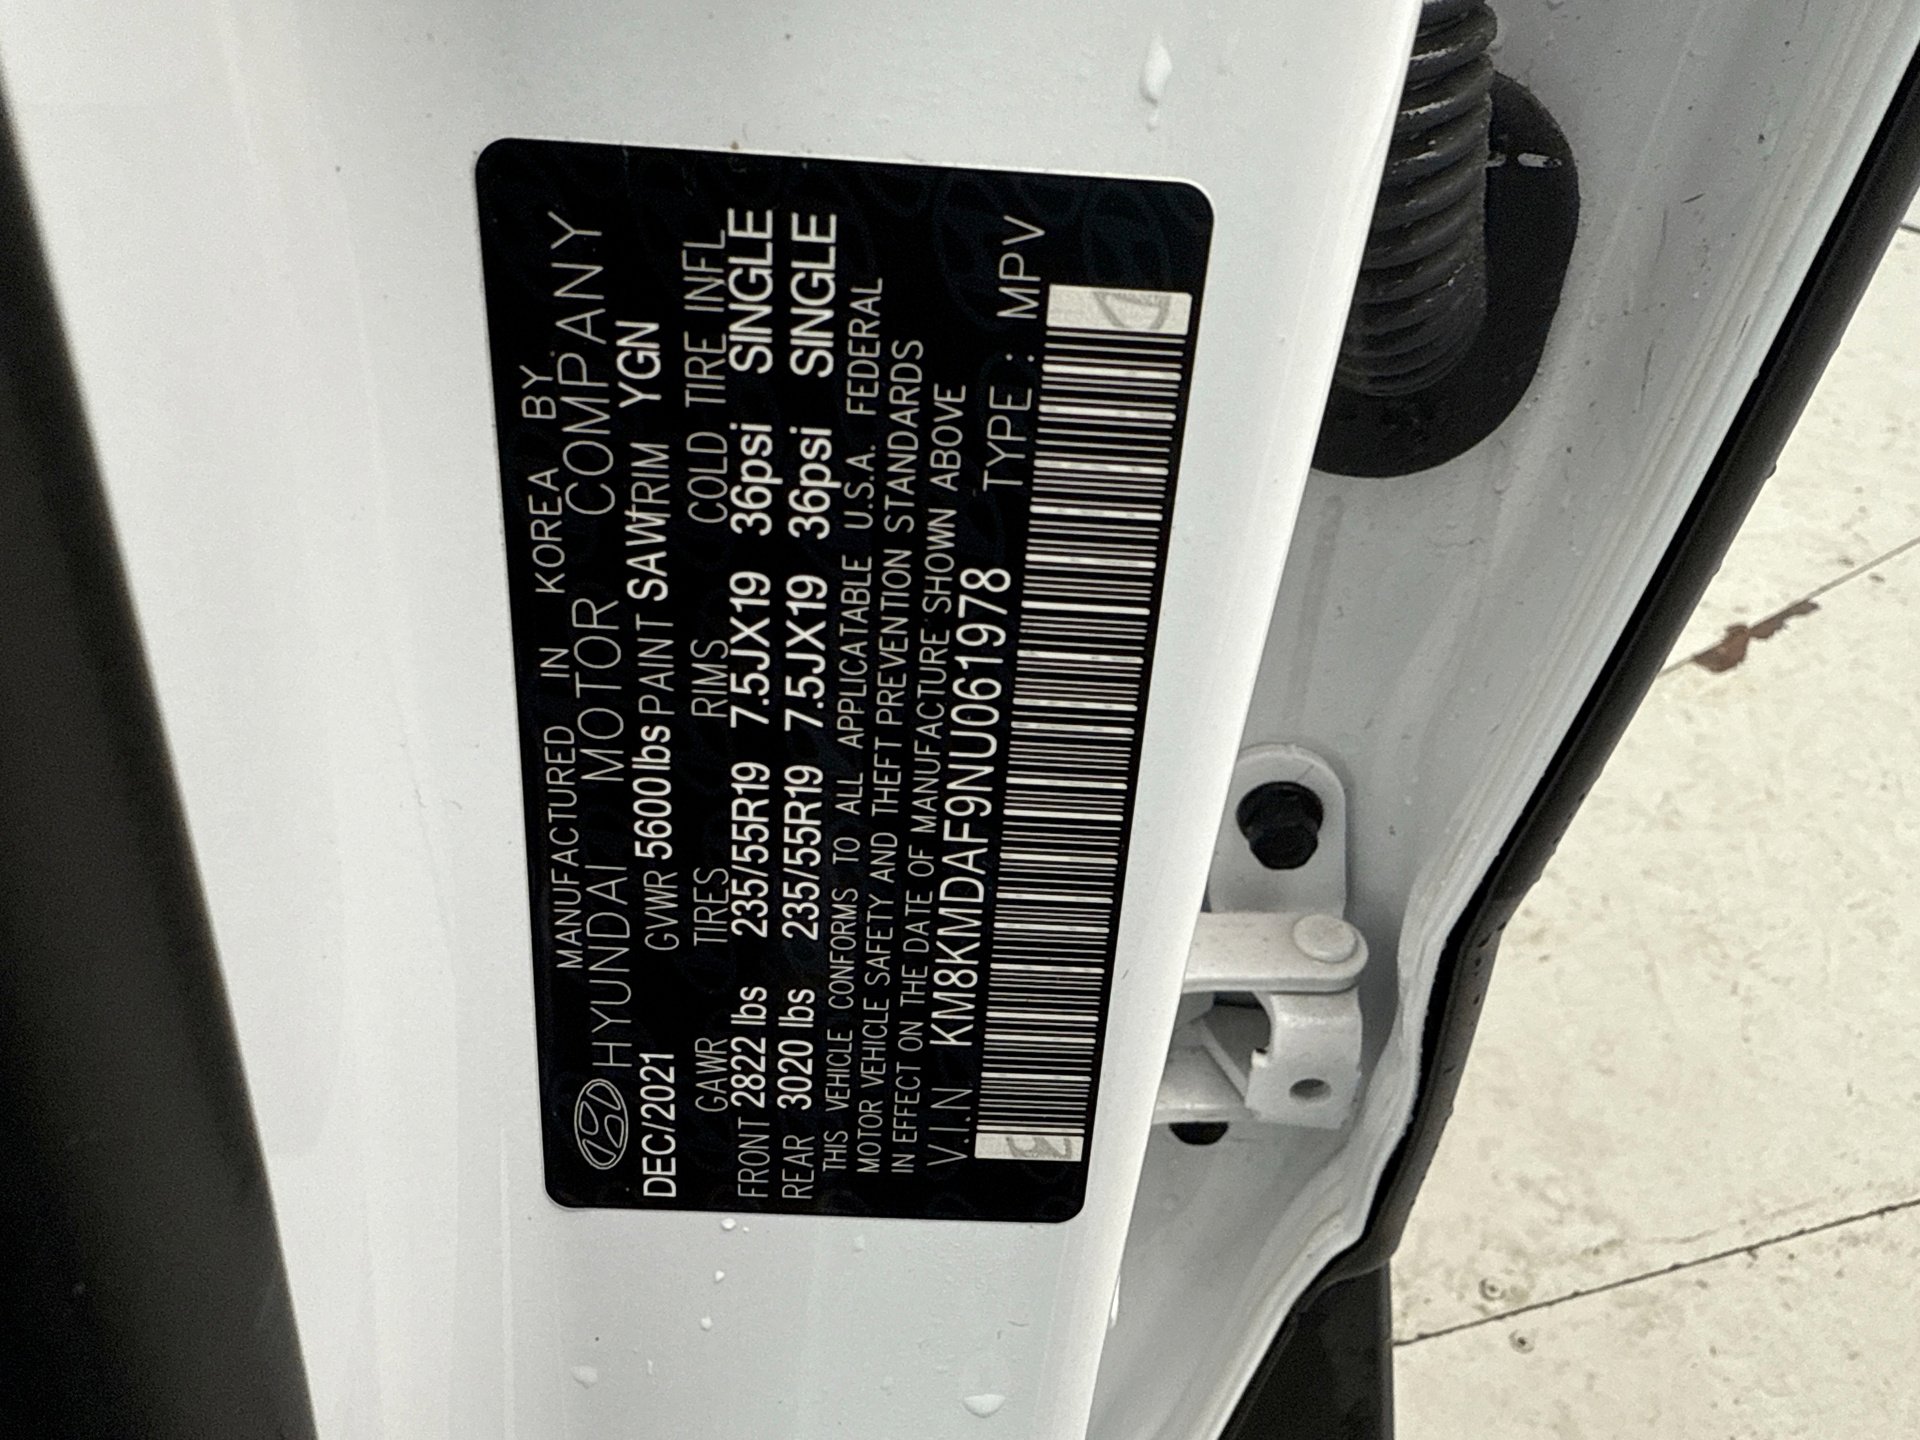 MANUFACTURED IN KOREA BY
HYUNDAI MOTOR COMPANY
DEC/2021 GVWR 5600lbs PAINT SAW TRIM YGN
GAWR TIRES RIMS COLD TIRE INFL
FRONT 2822 lbs 235/55R19 7.5JX19 36psi SINGLE
REAR 3020 lbs 235/55R19 7.5JX19 36psi SINGLE
THIS VEHICLE CONFORMS TO ALL APPLICATABLE U.S.A. FEDERAL
MOTOR VEHICLE SAFETY AND THEFT PREVENTION STANDARDS
IN EFFECT ON THE DATE OF MANUFACTURE SHOWN ABOVE
V.I.N KM8KMDAF9NU061978 TYPE : MPV